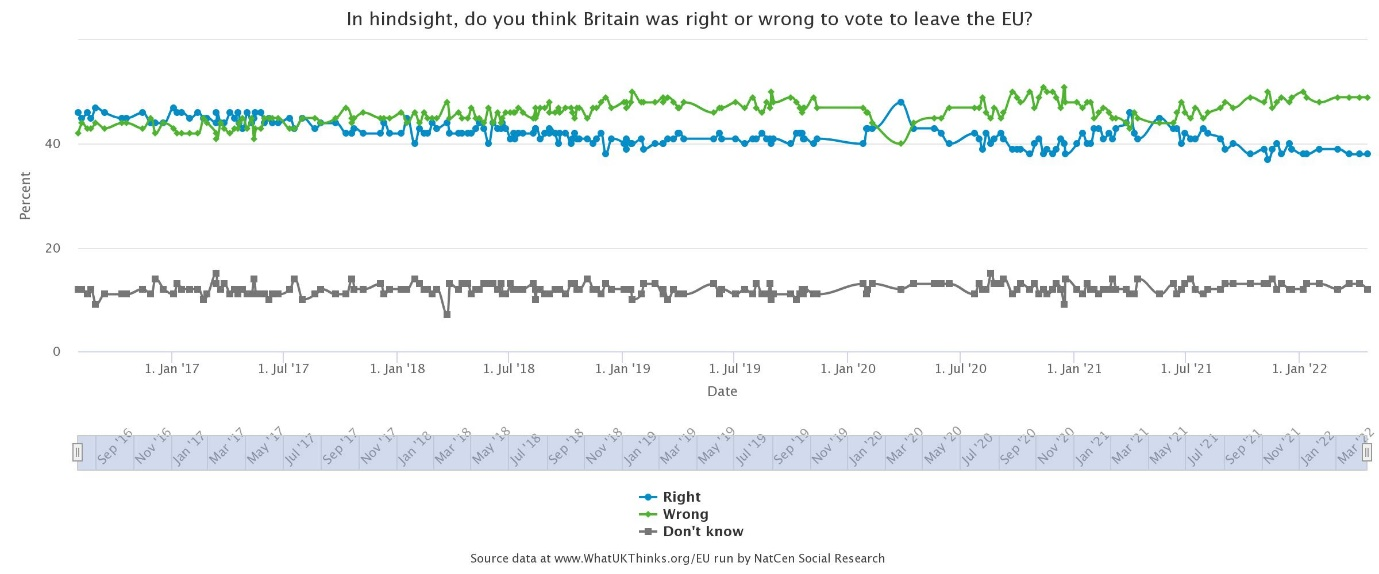 In hindsight, do you think Britain was right or wrong to vote to leave the EU?
Percent
40
20
0
1. Jan '17 1. Jul '17 1. Jan '18 1. Jul '18 1. Jan '19 1. Jul '19 1. Jan '20 1. Jul '20 1. Jan '21 1. Jul '21 1. Jan '22
Date
Sep '16 Nov '16 Jan '17 Mar '17 May '17 Jul '17 Sep '17 Nov '17 Jan '18 Mar '18 May '18 Jul '18 Sep '18 Nov '18 Jan '19 Mar '19 May '19 Jul '19 Sep '19 Nov '19 Jan '20 Mar '20 May '20 Jul '20 Sep '20 Nov '20 Jan '21 Mar '21 May '21 Jul '21 Sep '21 Nov '21 Jan '22 Mar '22
Right
Wrong
Don't know
Source data at www.WhatUKThinks.org/EU run by NatCen Social Research